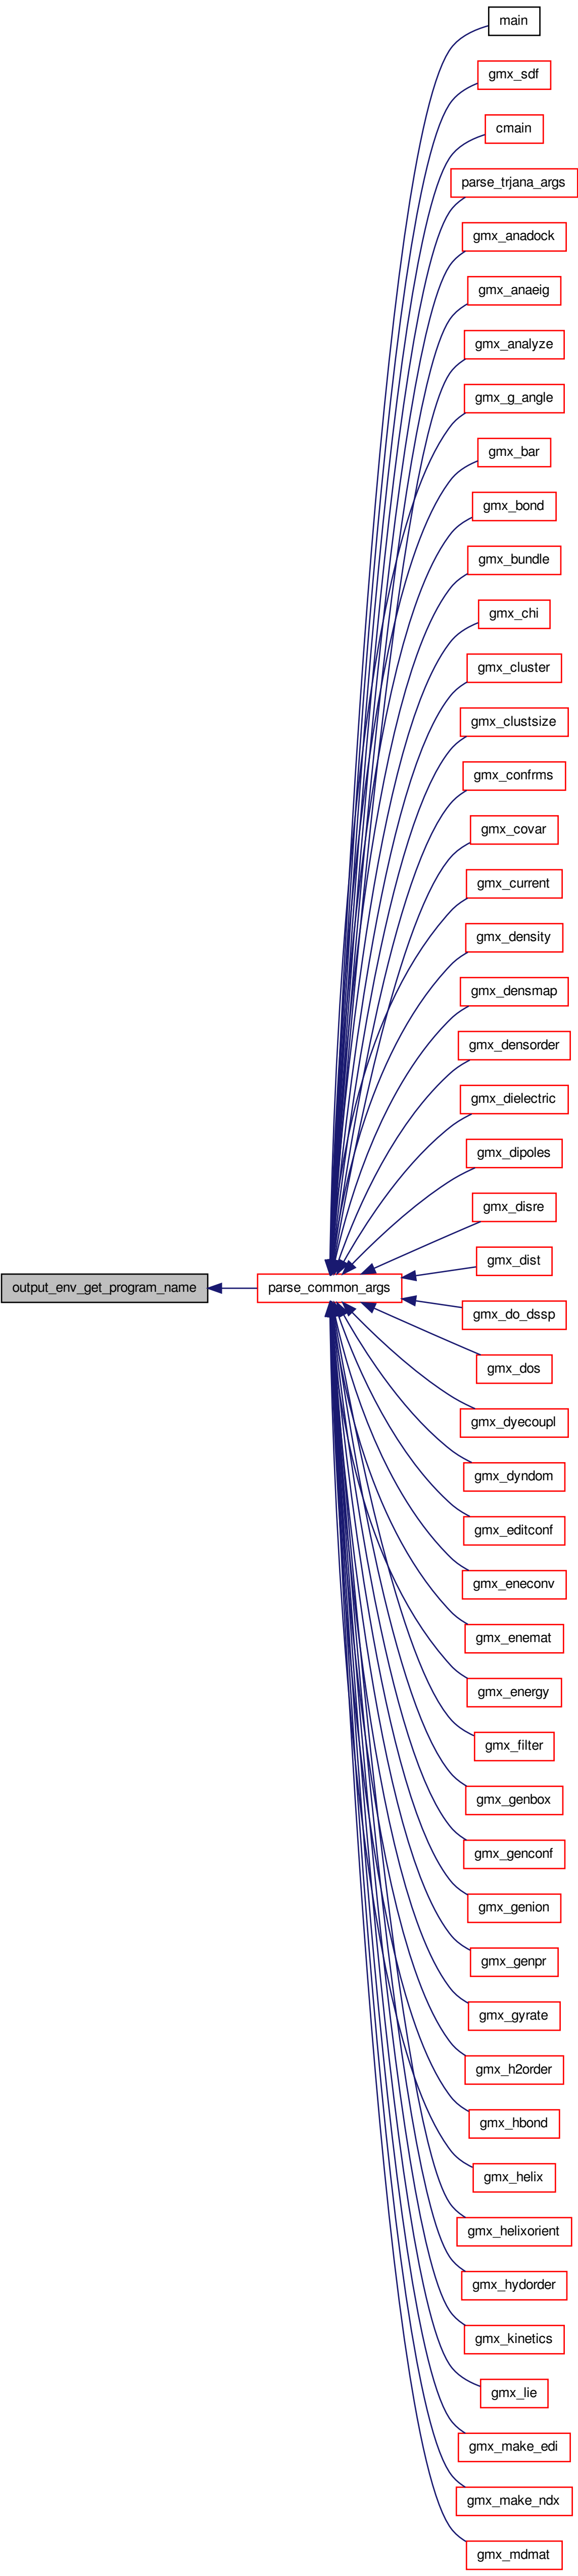 main
gmx_sdf
cmain
parse_trjana_args
gmx_anadock
gmx_anaeig
gmx_analyze
gmx_g_angle
gmx_bar
gmx_bond
gmx_bundle
gmx_chi
gmx_cluster
gmx_clustsize
gmx_confrms
gmx_covar
gmx_current
gmx_density
gmx_densmap
gmx_densorder
gmx_dielectric
gmx_dipoles
gmx_disre
gmx_dist
output_env_get_program_name
parse_common_args
gmx_do_dssp
gmx_dos
gmx_dyecoupl
gmx_dyndom
gmx_editconf
gmx_eneconv
gmx_enemat
gmx_energy
gmx_filter
gmx_genbox
gmx_genconf
gmx_genion
gmx_genpr
gmx_gyrate
gmx_h2order
gmx_hbond
gmx_helix
gmx_helixorient
gmx_hydorder
gmx_kinetics
gmx_lie
gmx_make_edi
gmx_make_ndx
gmx_mdmat